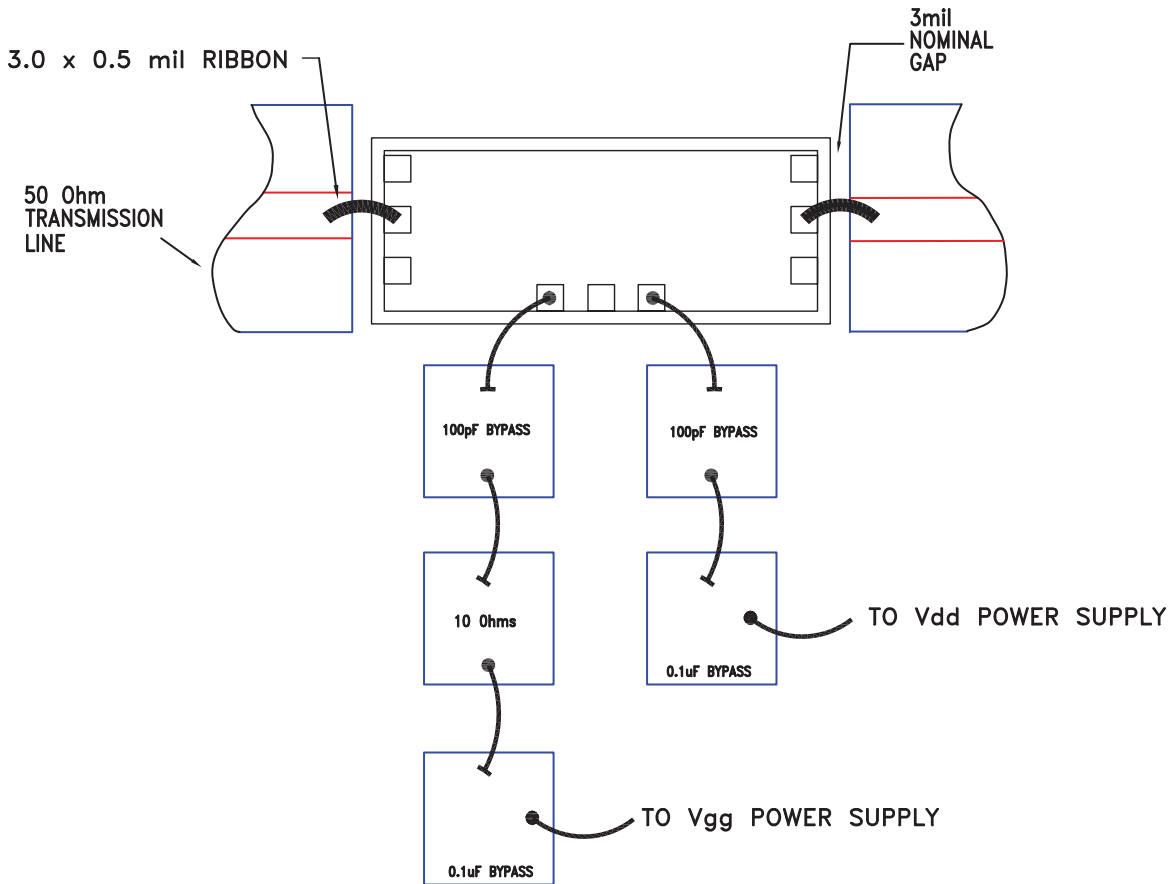 3mil
NOMINAL
GAP
3.0 x 0.5 mil RIBBON
50 Ohm
TRANSMISSION
LINE
100pF BYPASS
100pF BYPASS
10 Ohms
TO Vdd POWER SUPPLY
0.1uF BYPASS
TO Vgg POWER SUPPLY
0.1uF BYPASS